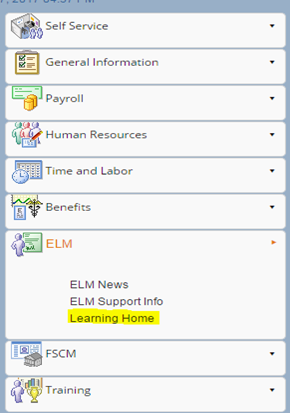 Self Service
General Information
Payroll
Human Resources
Time and Labor
Benefits
ELM
ELM News
ELM Support Info
Learning Home
FSCM
Training